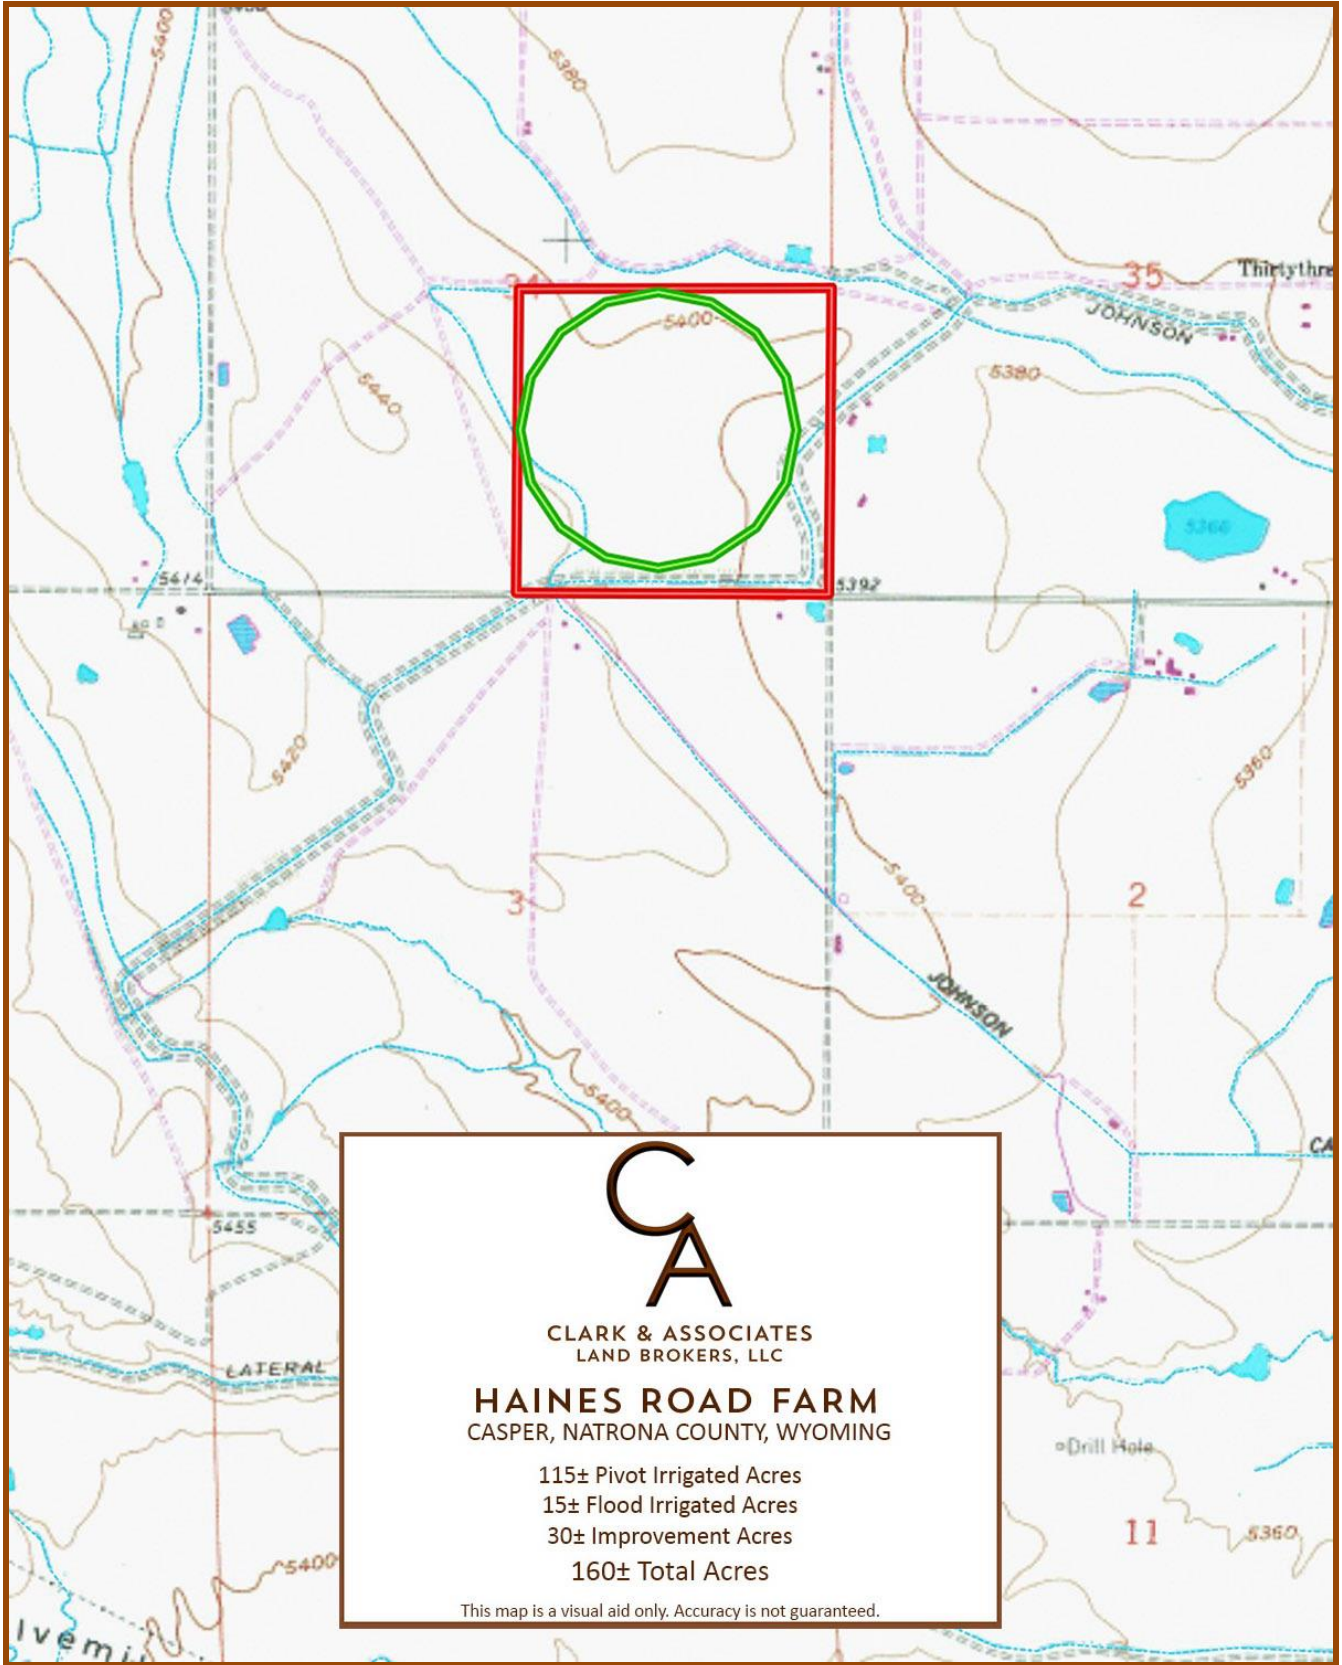 5400
5380
34
35
Thirtythre
JOHNSON
5400
5380
5440
5366
5414
5392
5420
5360
3
5400
2
JOHNSON
5400
CA
5455
LATERAL
CA
CLARK & ASSOCIATES
LAND BROKERS, LLC
HAINES ROAD FARM
CASPER, NATRONA COUNTY, WYOMING
115± Pivot Irrigated Acres
15± Flood Irrigated Acres
30± Improvement Acres
160± Total Acres
This map is a visual aid only. Accuracy is not guaranteed.
Drill Hole
11
5360
5400
lvemil